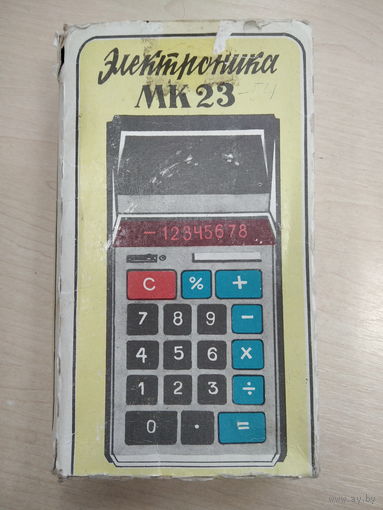 Электроника
МК 23
-12345678
C % +
7 8 9 -
4 5 6 x
1 2 3 ÷
0 . =
www.ay.by